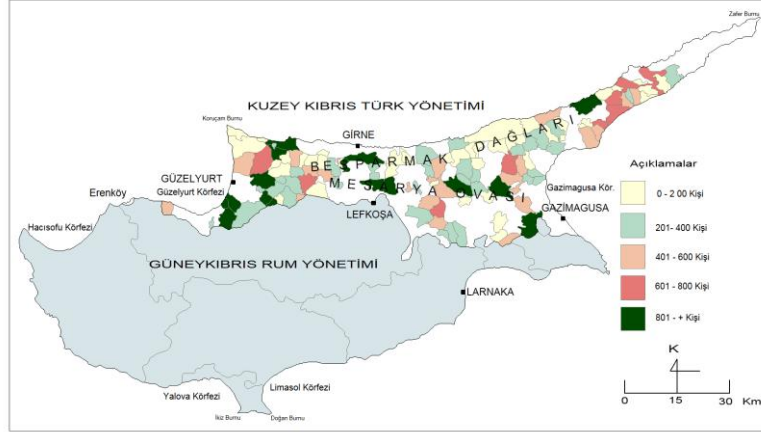 Zafer Burnu
KUZEY KIBRIS TÜRK YÖNETİMİ
Koruçam Burnu
GİRNE
BEŞPARMAK DAĞLARI
MESARYA OVASI
GÜZELYURT
Güzelyurt Körfezi
Erenköy
LEFKOŞA
Gazimagusa Kör.
GAZİMAGUSA
Hacısofu Körfezi
GÜNEYKIBRIS RUM YÖNETİMİ
LARNAKA
Limasol Körfezi
Yalova Körfezi
İkiz Burnu
Doğan Burnu
Açıklamalar
0 - 2 00 Kişi
201- 400 Kişi
401 - 600 Kişi
601 - 800 Kişi
801 - + Kişi
K
0 15 30 Km